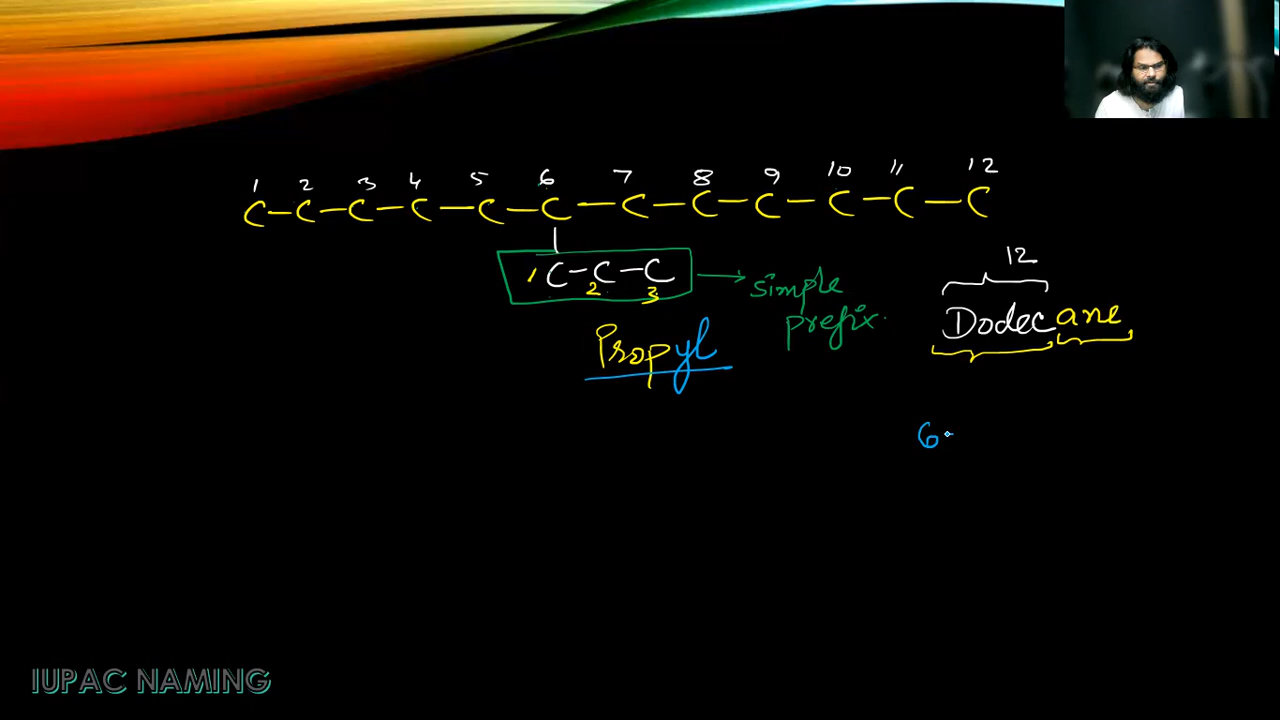 1 2 3 4 5 6 7 8 9 10 11 12
C-C-C-C-C-C-C-C-C-C-C-C
1 C-C-C
2 3
simple
prefix.
Propyl
12
Dodecane
6
IUPAC NAMING